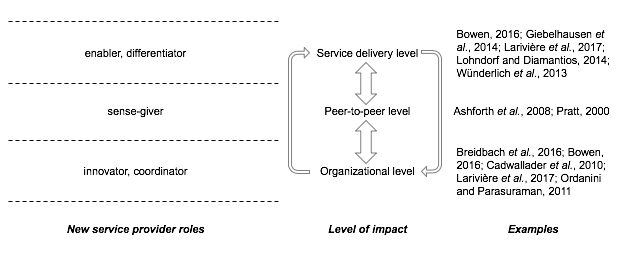 Bowen, 2016; Giebelhausen et
al., 2014; Larivière et al., 2017;
Lohndorf and Diamantios, 2014;
Wünderlich et al., 2013
enabler, differentiator
Service delivery level
sense-giver
Peer-to-peer level
Ashforth et al., 2008; Pratt, 2000
Breidbach et al., 2016; Bowen,
2016; Cadwallader et al., 2010;
Larivière et al., 2017; Ordanini
and Parasuraman, 2011
innovator, coordinator
Organizational level
New service provider roles
Level of impact
Examples